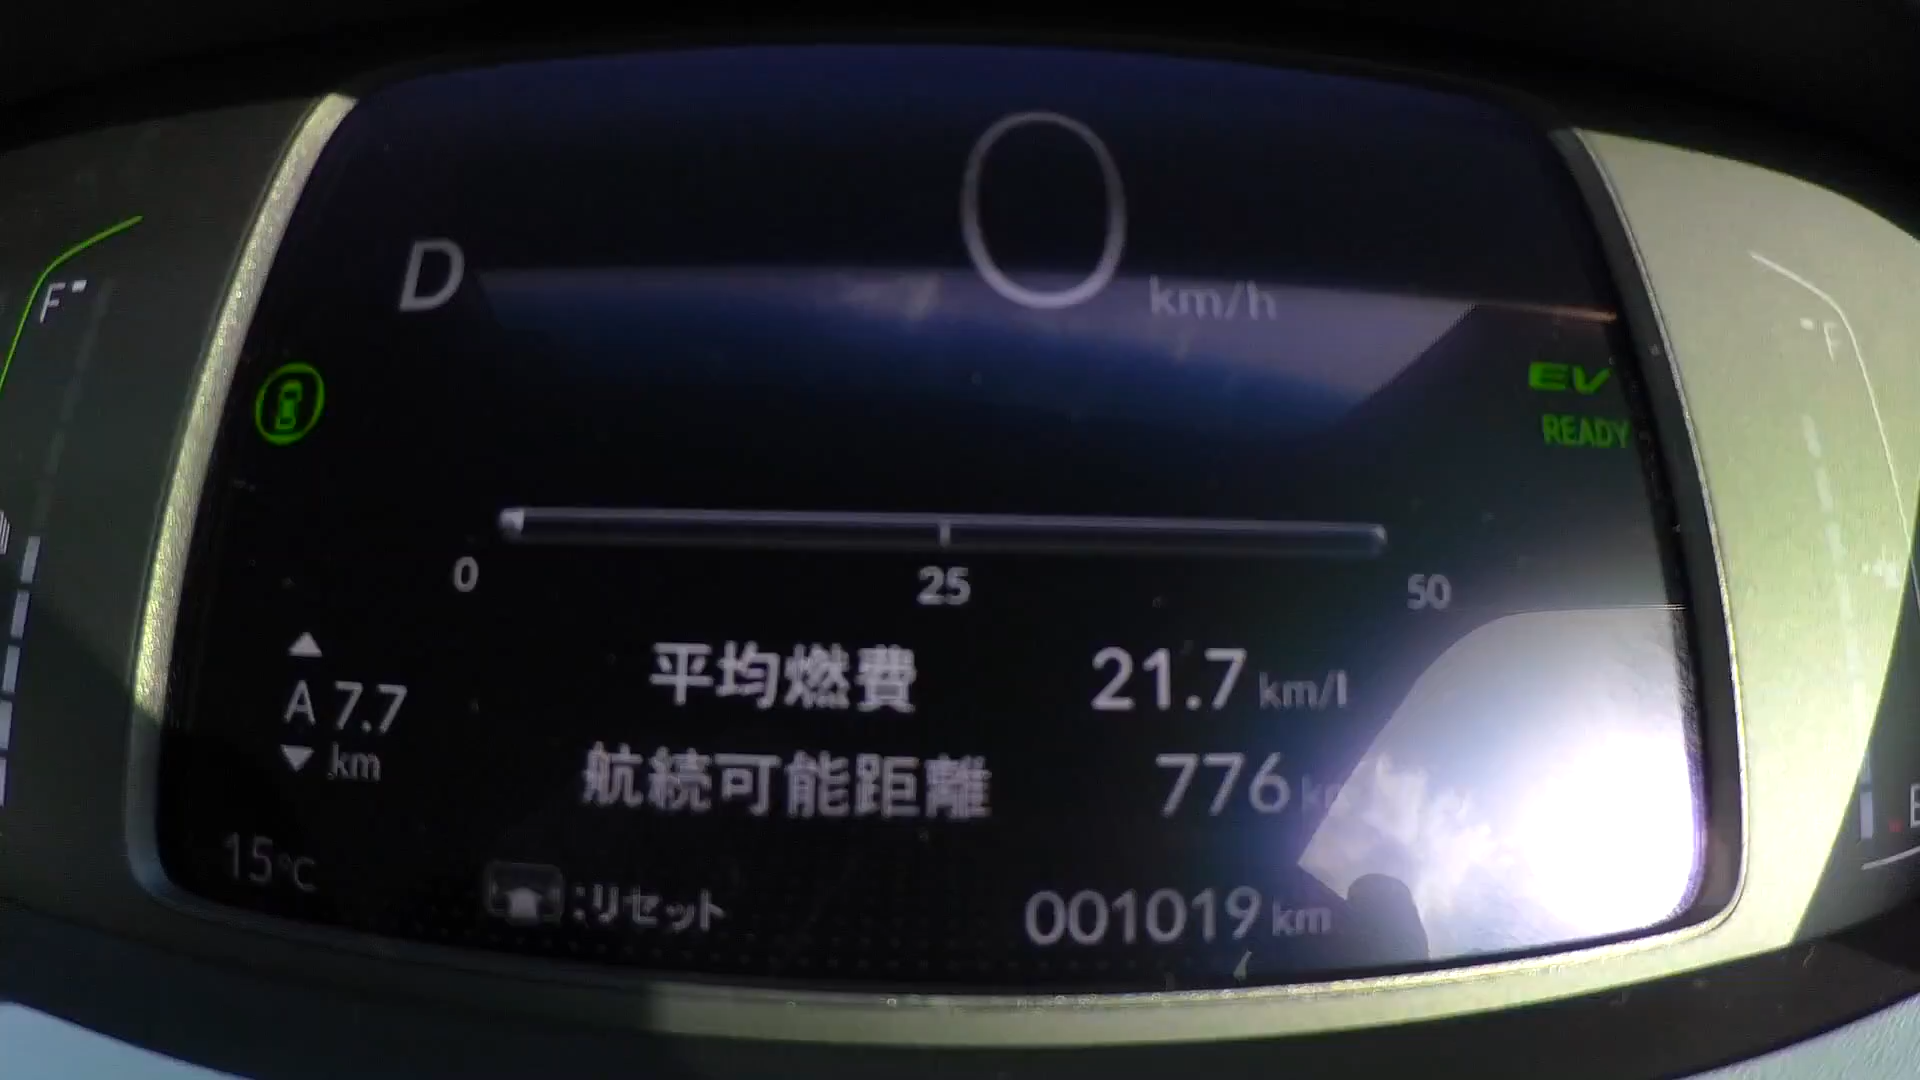 0 km/h
D
F
F
EV
READY
0 25 50
平均燃費 21.7 km/l
A 7.7 km
航続可能距離 776 km
15°C
:リセット
001019 km
E